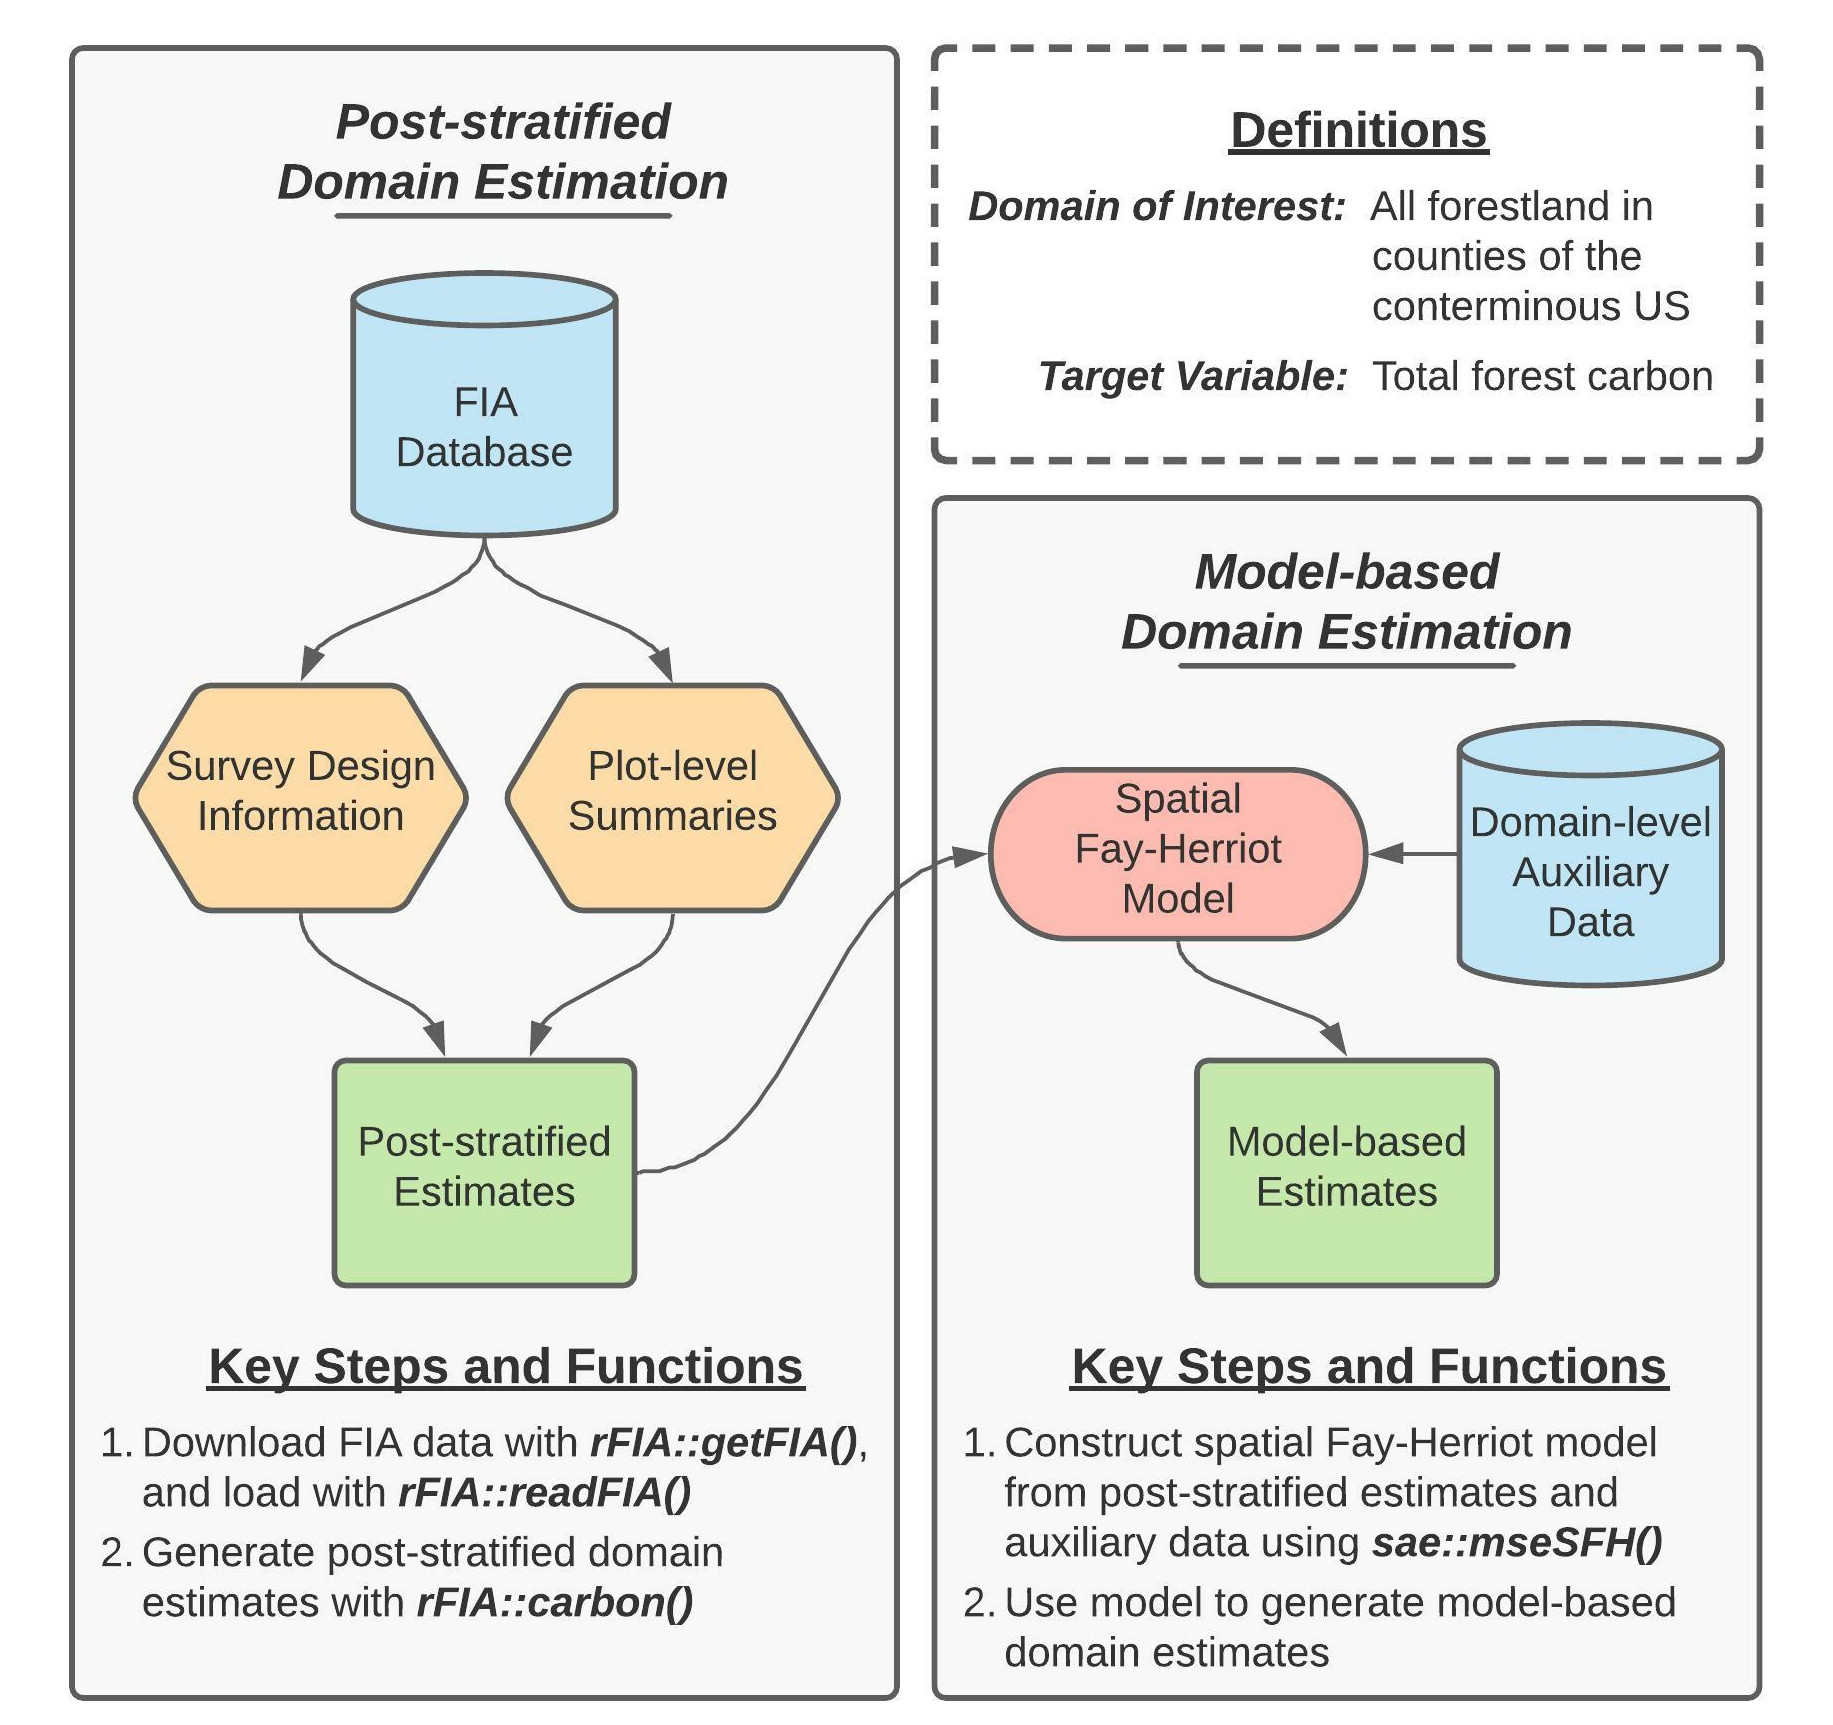 Post-stratified
Domain Estimation
FIA
Database
Survey Design
Information
Plot-level
Summaries
Post-stratified
Estimates
Key Steps and Functions
1. Download FIA data with rFIA::getFIA(),
and load with rFIA::readFIA()
2. Generate post-stratified domain
estimates with rFIA::carbon()
Definitions
Domain of Interest: All forestland in
counties of the
conterminous US
Target Variable: Total forest carbon
Model-based
Domain Estimation
Spatial
Fay-Herriot
Model
Domain-level
Auxiliary
Data
Model-based
Estimates
Key Steps and Functions
1. Construct spatial Fay-Herriot model
from post-stratified estimates and
auxiliary data using sae::mseSFH()
2. Use model to generate model-based
domain estimates